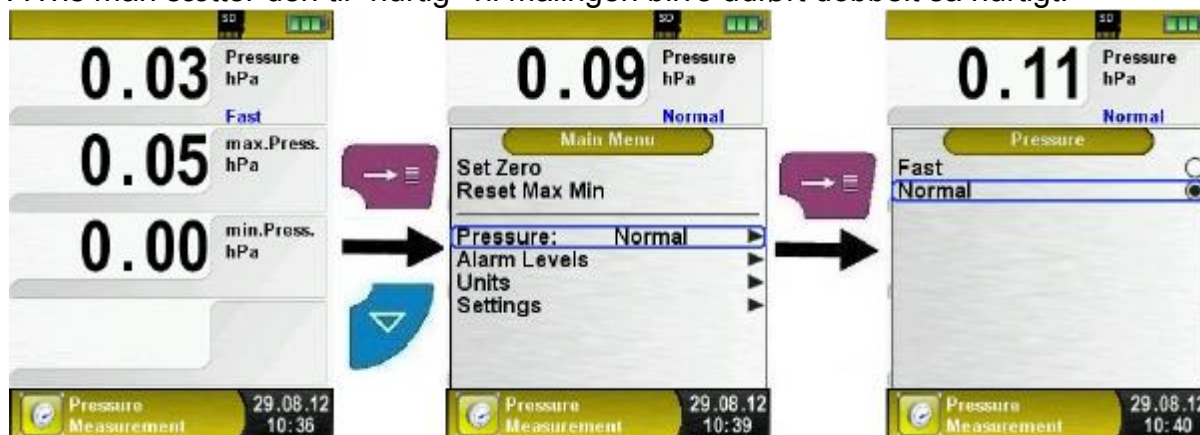 SD
0.03 Pressure hPa
Fast
0.05 max.Press. hPa
0.00 min.Press. hPa
Pressure Measurement
29.08.12
10:36
SD
0.09 Pressure hPa
Normal
Main Menu
Set Zero
Reset Max Min
Pressure: Normal
Alarm Levels
Units
Settings
Pressure Measurement
29.08.12
10:39
SD
0.11 Pressure hPa
Normal
Pressure
Fast
Normal
Pressure Measurement
29.08.12
10:40